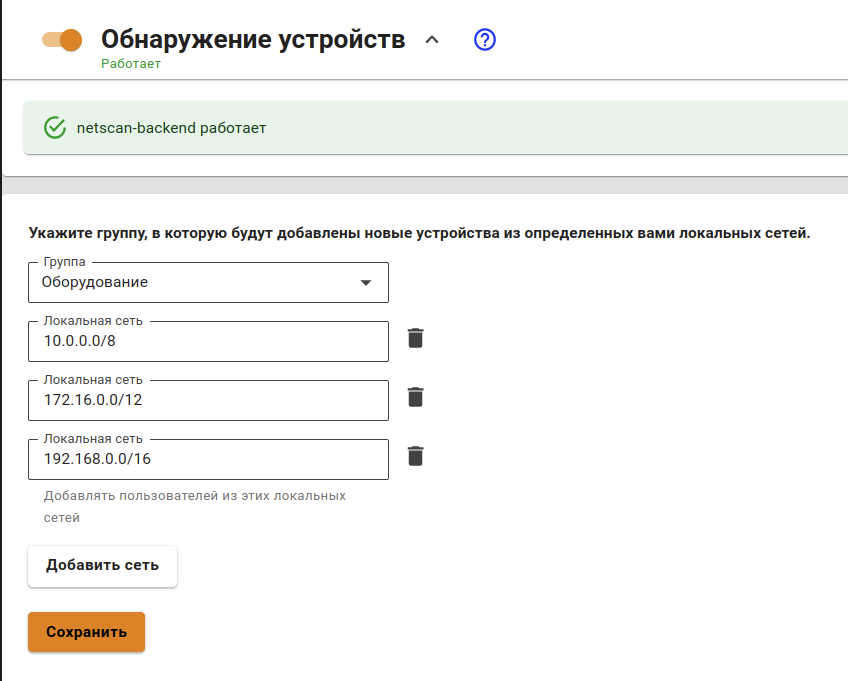 Обнаружение устройств
Работает
netscan-backend работает
Укажите группу, в которую будут добавлены новые устройства из определенных вами локальных сетей.
Группа
Оборудование
Локальная сеть
10.0.0.0/8
Локальная сеть
172.16.0.0/12
Локальная сеть
192.168.0.0/16
Добавлять пользователей из этих локальных
сетей
Добавить сеть
Сохранить